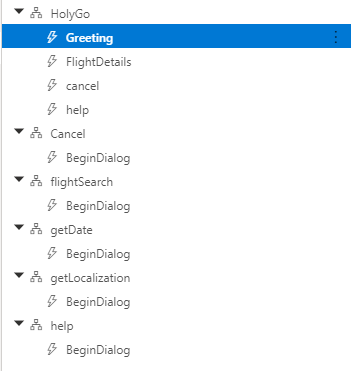 HolyGo
Greeting
FlightDetails
cancel
help
Cancel
BeginDialog
flightSearch
BeginDialog
getDate
BeginDialog
getLocalization
BeginDialog
help
BeginDialog